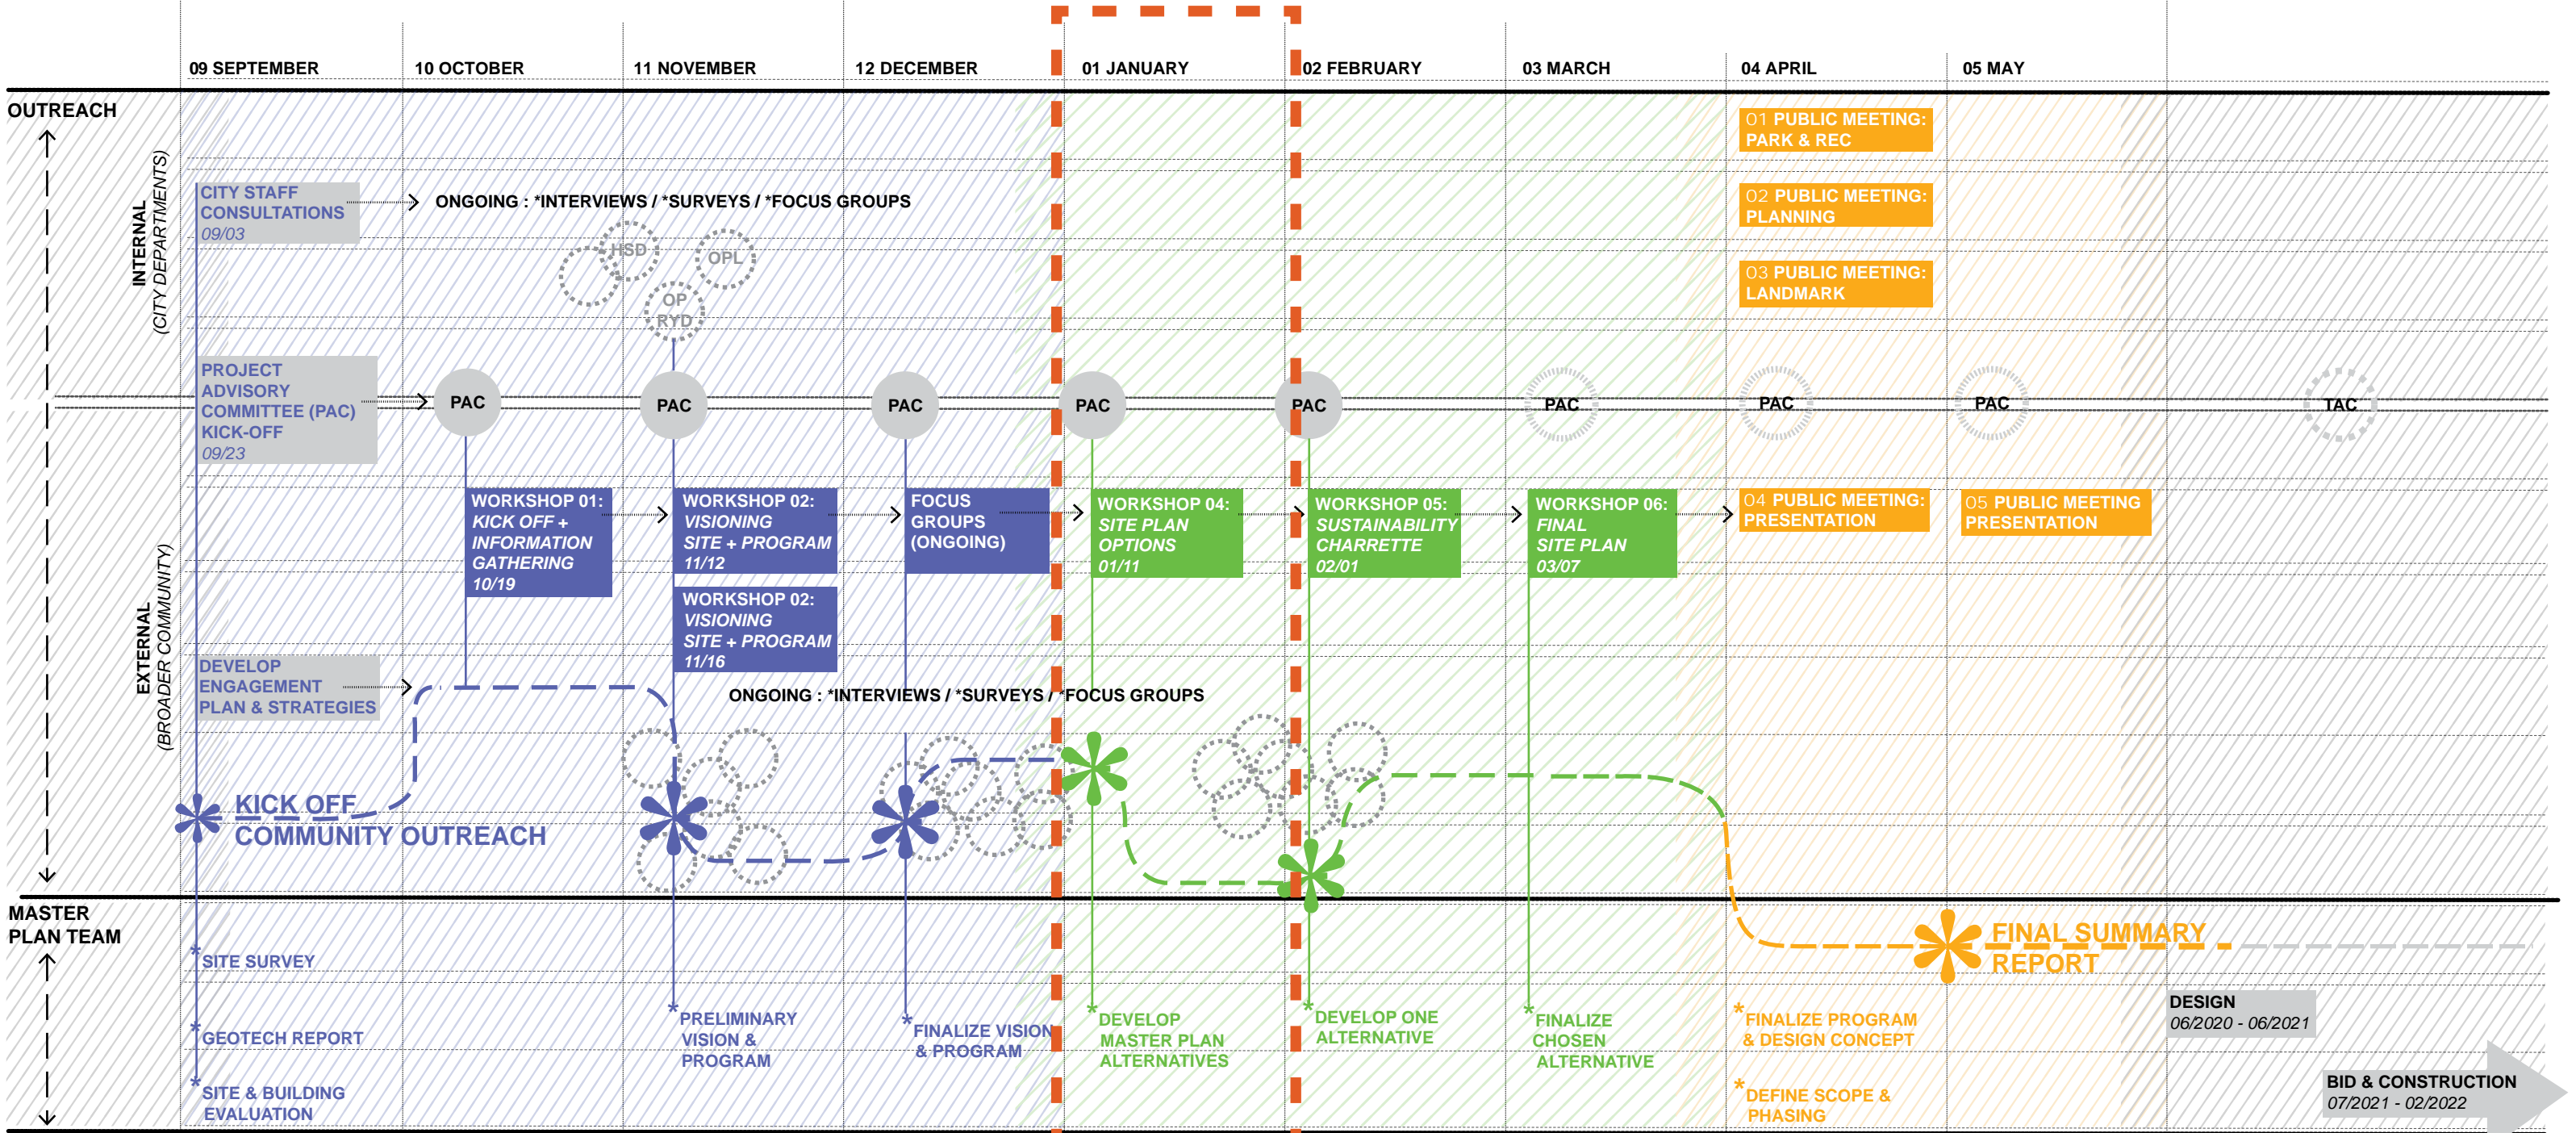 09 SEPTEMBER
10 OCTOBER
11 NOVEMBER
12 DECEMBER
01 JANUARY
02 FEBRUARY
03 MARCH
04 APRIL
05 MAY
OUTREACH
INTERNAL
(CITY DEPARTMENTS)
CITY STAFF
CONSULTATIONS
09/03
ONGOING : *INTERVIEWS / *SURVEYS / *FOCUS GROUPS
HSD
OPL
OP
RYD
01 PUBLIC MEETING:
PARK & REC
02 PUBLIC MEETING:
PLANNING
03 PUBLIC MEETING:
LANDMARK
PROJECT
ADVISORY
COMMITTEE (PAC)
KICK-OFF
09/23
PAC
PAC
PAC
PAC
PAC
PAC
PAC
PAC
TAC
EXTERNAL
(BROADER COMMUNITY)
WORKSHOP 01:
KICK OFF +
INFORMATION
GATHERING
10/19
WORKSHOP 02:
VISIONING
SITE + PROGRAM
11/12
WORKSHOP 02:
VISIONING
SITE + PROGRAM
11/16
FOCUS
GROUPS
(ONGOING)
WORKSHOP 04:
SITE PLAN
OPTIONS
01/11
WORKSHOP 05:
SUSTAINABILITY
CHARRETTE
02/01
WORKSHOP 06:
FINAL
SITE PLAN
03/07
04 PUBLIC MEETING:
PRESENTATION
05 PUBLIC MEETING
PRESENTATION
DEVELOP
ENGAGEMENT
PLAN & STRATEGIES
ONGOING : *INTERVIEWS / *SURVEYS / *FOCUS GROUPS
KICK OFF
COMMUNITY OUTREACH
MASTER
PLAN TEAM
*SITE SURVEY
*GEOTECH REPORT
*SITE & BUILDING
EVALUATION
*PRELIMINARY
VISION &
PROGRAM
*FINALIZE VISION
& PROGRAM
*DEVELOP
MASTER PLAN
ALTERNATIVES
*DEVELOP ONE
ALTERNATIVE
*FINALIZE
CHOSEN
ALTERNATIVE
FINAL SUMMARY
REPORT
*FINALIZE PROGRAM
& DESIGN CONCEPT
*DEFINE SCOPE &
PHASING
DESIGN
06/2020 - 06/2021
BID & CONSTRUCTION
07/2021 - 02/2022